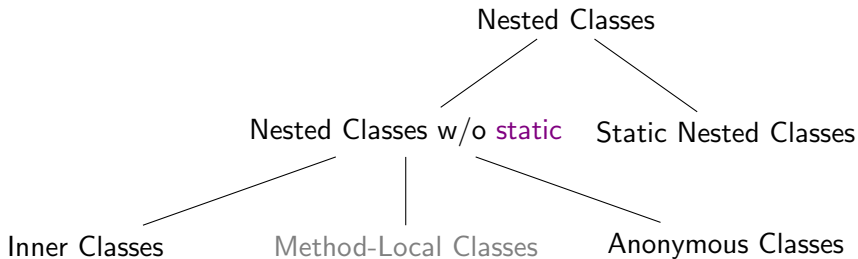 Nested Classes
Nested Classes w/o static
Static Nested Classes
Inner Classes
Method-Local Classes
Anonymous Classes